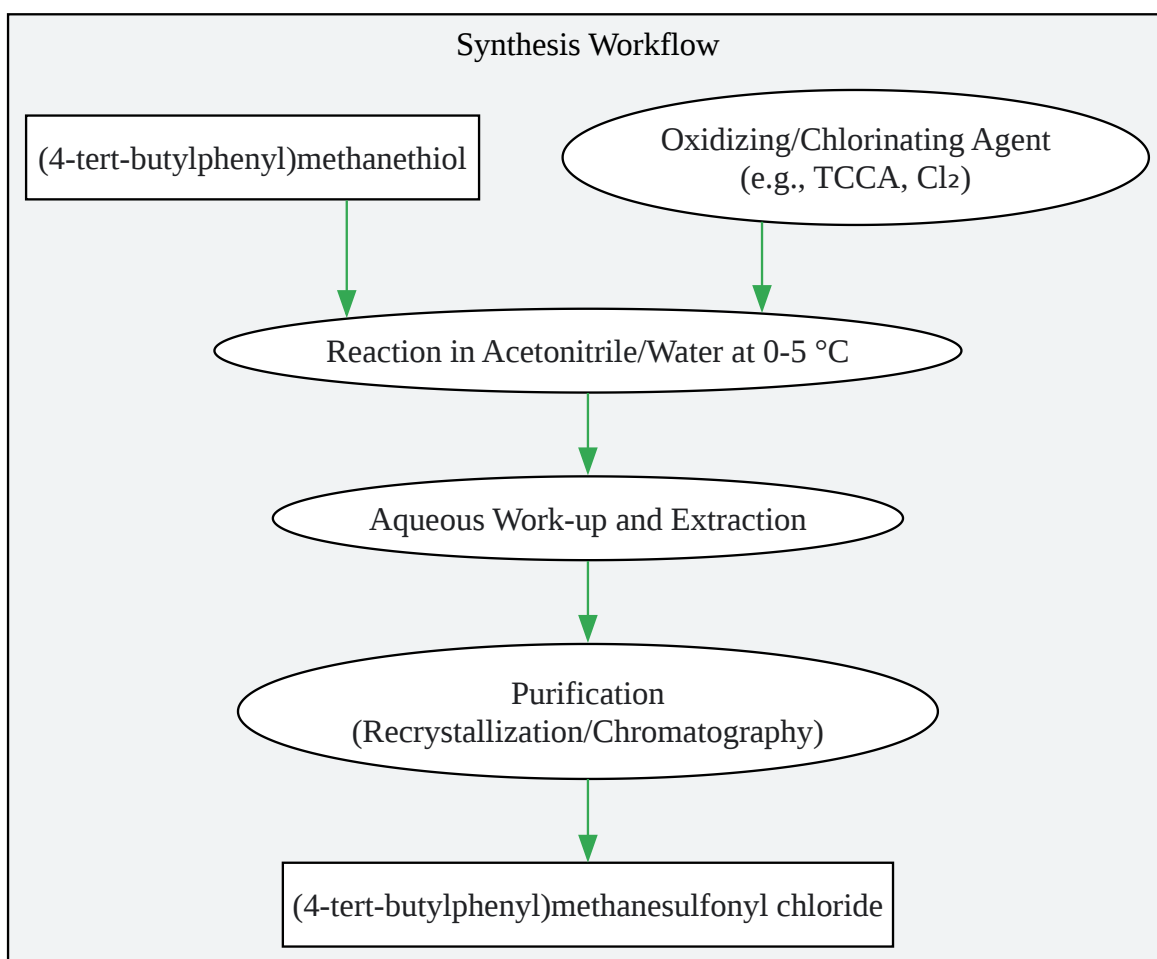 Synthesis Workflow
(4-tert-butylphenyl)methanethiol
Oxidizing/Chlorinating Agent
(e.g., TCCA, Cl₂)
Reaction in Acetonitrile/Water at 0-5 °C
Aqueous Work-up and Extraction
Purification
(Recrystallization/Chromatography)
(4-tert-butylphenyl)methanesulfonyl chloride